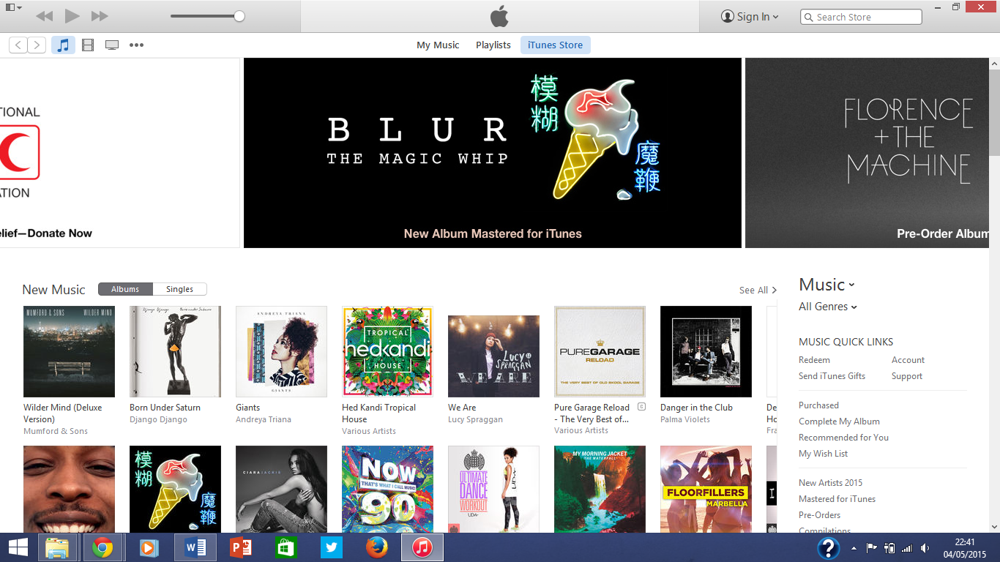 Sign In
Search Store
My Music
Playlists
iTunes Store
TIONAL
ATION
elief—Donate Now
BLUR
THE MAGIC WHIP
模糊
魔鞭
New Album Mastered for iTunes
FLORENCE
+ THE
MACHINE
Pre-Order Album
New Music
Albums
Singles
See All
MUMFORD & SONS WILDER MIND
Django Django Born under Saturn
ANDREYA TRIANA
GIANTS
TROPICAL
hedkandi
HOUSE
LUCY
SPRAGGAN
WE ARE
PUREGARAGE
RELOAD
THE VERY BEST OF OLD SKOOL GARAGE
Wilder Mind (Deluxe
Version)
Mumford & Sons
Born Under Saturn
Django Django
Giants
Andreya Triana
Hed Kandi Tropical
House
Various Artists
We Are
Lucy Spraggan
Pure Garage Reload
- The Very Best of...
Various Artists
C
Danger in the Club
Palma Violets
De
Ho
Fra
模糊
魔鞭
CIARA JACKIE
NOW
THAT'S WHAT I CALL MUSIC
90
ULTIMATE
DANCE
WORKOUT
UDA
MY MORNING JACKET
THE WATERFALL
FLOORFILLERS
MARBELLA
Music
All Genres
MUSIC QUICK LINKS
Redeem
Account
Send iTunes Gifts
Support
Purchased
Complete My Album
Recommended for You
My Wish List
New Artists 2015
Mastered for iTunes
Pre-Orders
Compilations
22:41
04/05/2015